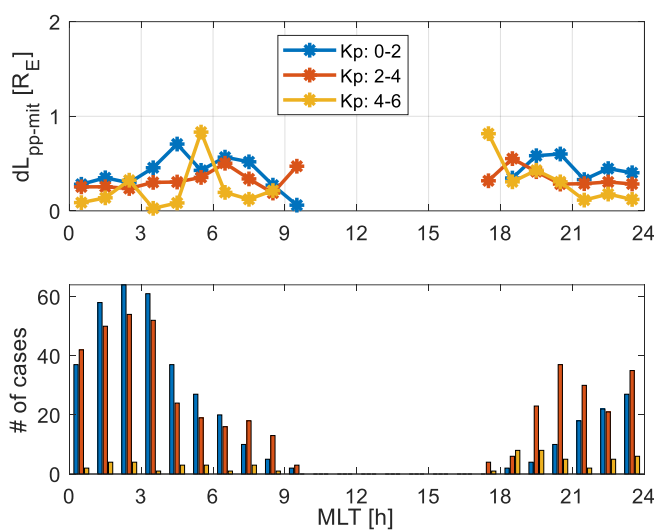 2
1
0
dL_pp-mit [R_E]
Kp: 0-2
Kp: 2-4
Kp: 4-6
0 3 6 9 12 15 18 21 24
60
40
20
0
# of cases
0 3 6 9 12 15 18 21 24
MLT [h]